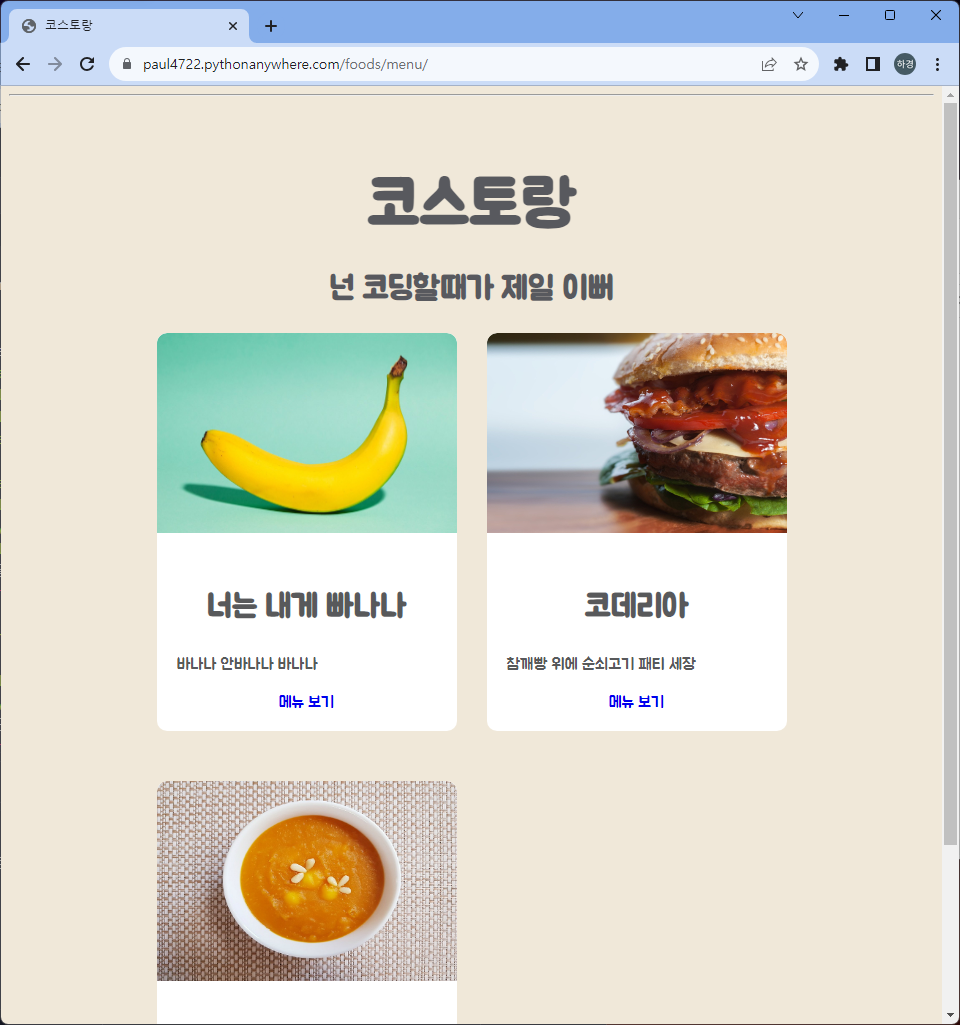 코스토랑
paul4722.pythonanywhere.com/foods/menu/
하경
코스토랑
넌 코딩할때가 제일 이뻐
너는 내게 빠나나
코데리아
바나나 안바나나 바나나
참깨빵 위에 순쇠고기 패티 세장
메뉴 보기
메뉴 보기